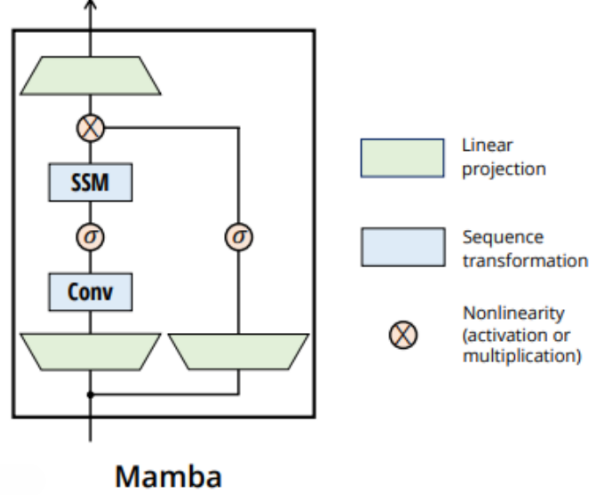 SSM
σ
σ
Conv
Mamba
Linear
projection
Sequence
transformation
Nonlinearity
(activation or
multiplication)